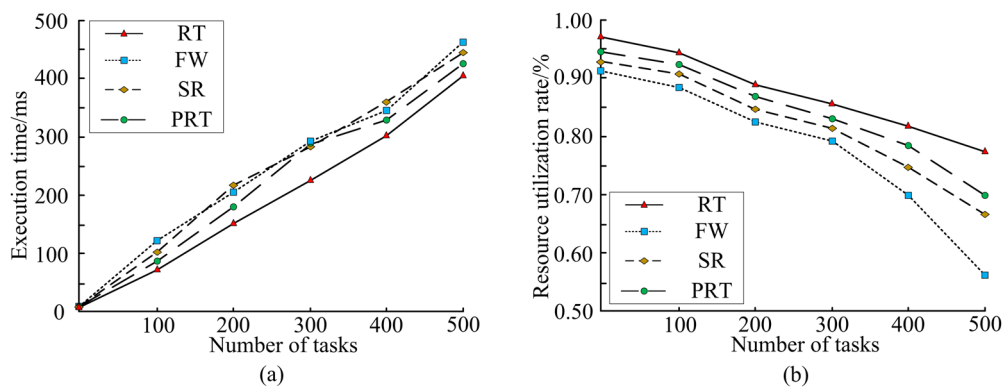 500
400
300
200
100
0
Execution time/ms
RT
FW
SR
PRT
100 200 300 400 500
Number of tasks
(a)
1.00
0.90
0.80
0.70
0.60
0.50
Resource utilization rate/%
RT
FW
SR
PRT
100 200 300 400 500
Number of tasks
(b)